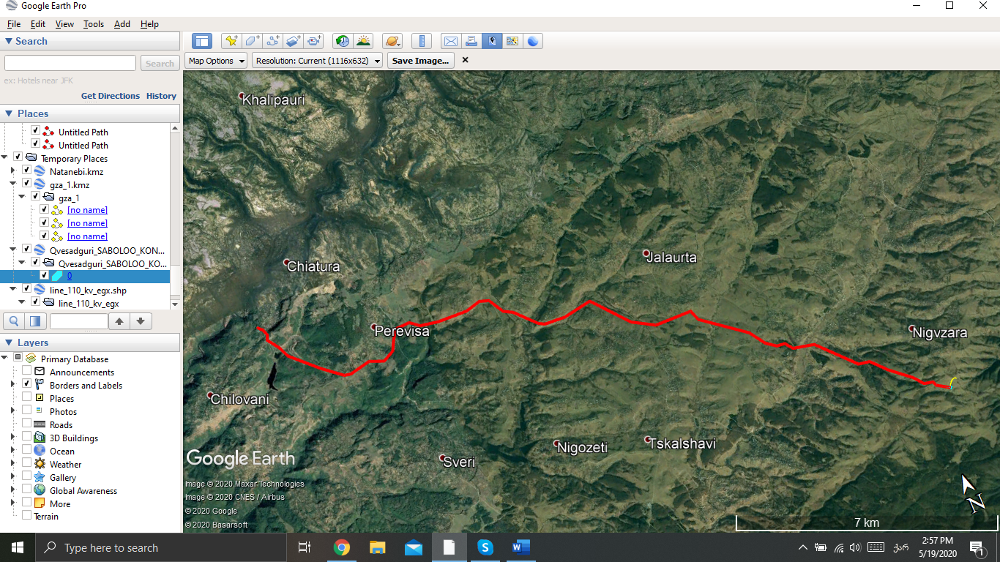 Google Earth Pro
File Edit View Tools Add Help
Search
Search
ex: Hotels near JFK
Get Directions History
Places
Untitled Path
Untitled Path
Temporary Places
Natanebi.kmz
gza_1.kmz
gza_1
[no name]
[no name]
[no name]
Qvesadguri_SABOLOO_KON...
Qvesadguri_SABOLOO_KO...
0
line_110_kv_egx.shp
line_110_kv_egx
Layers
Primary Database
Announcements
Borders and Labels
Places
Photos
Roads
3D Buildings
Ocean
Weather
Gallery
Global Awareness
More
Terrain
Map Options Resolution: Current (1116x632) Save Image...
Khalipauri
Chiatura
Jalaurta
Perevisa
Nigvzara
Chilovani
Sveri
Nigozeti
Tskalshavi
Google Earth
Image © 2020 Maxar Technologies
Image © 2020 CNES / Airbus
© 2020 Google
© 2020 Basarsoft
N
7 km
Type here to search
ქარ
2:57 PM
5/19/2020
1